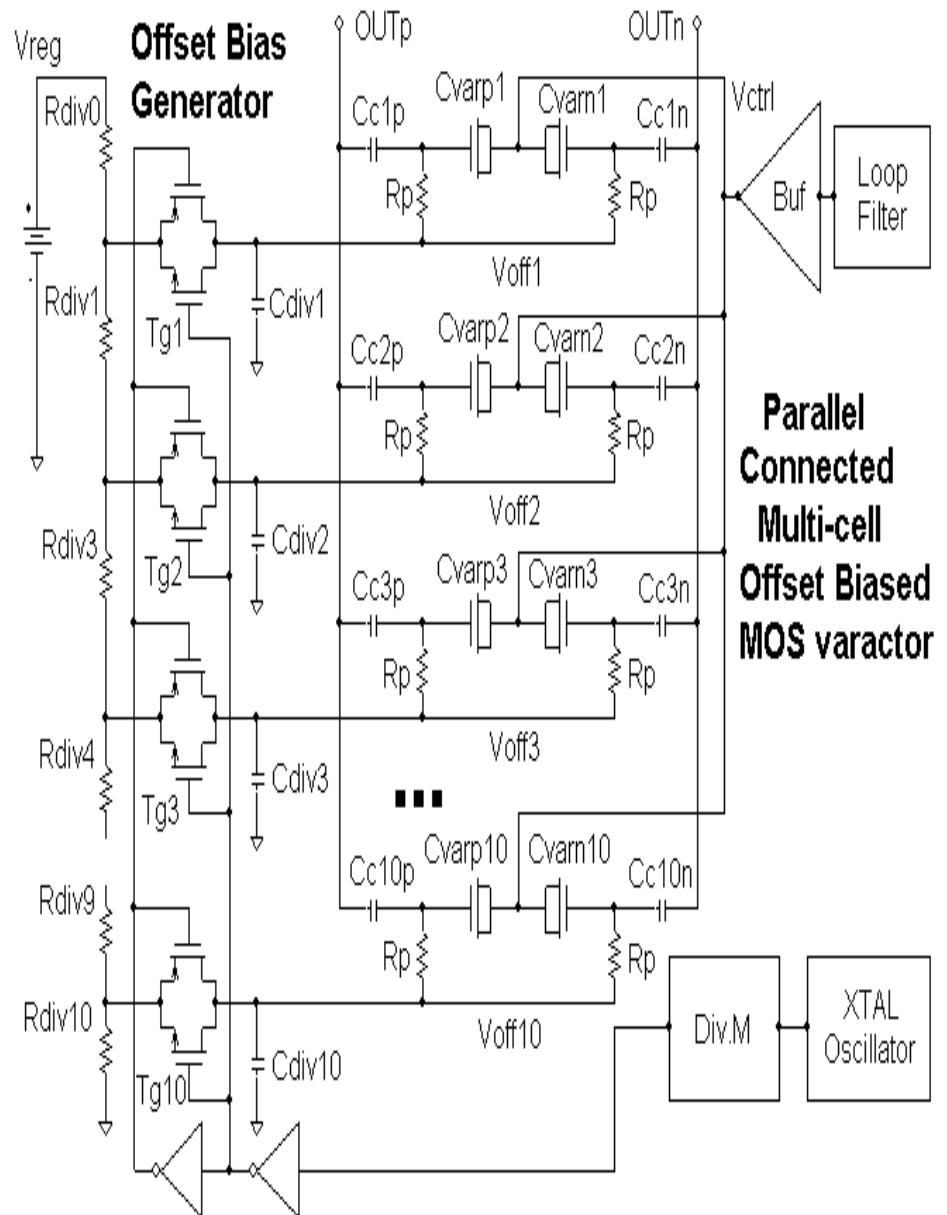 OUTp
OUTn
Vreg
Offset Bias
Generator
Rdiv0
Cc1p
Cvarp1
Cvarn1
Cc1n
Vctrl
Buf
Loop
Filter
Rp
Rp
Voff1
Rdiv1
Tg1
Cdiv1
Cc2p
Cvarp2
Cvarn2
Cc2n
Rp
Rp
Voff2
Parallel
Connected
Multi-cell
Offset Biased
MOS varactor
Rdiv3
Tg2
Cdiv2
Cc3p
Cvarp3
Cvarn3
Cc3n
Rp
Rp
Voff3
Rdiv4
Tg3
Cdiv3
Cvarp10
Cvarn10
Cc10p
Cc10n
Rdiv9
Rp
Rp
Rdiv10
Voff10
Tg10
Cdiv10
Div.M
XTAL
Oscillator